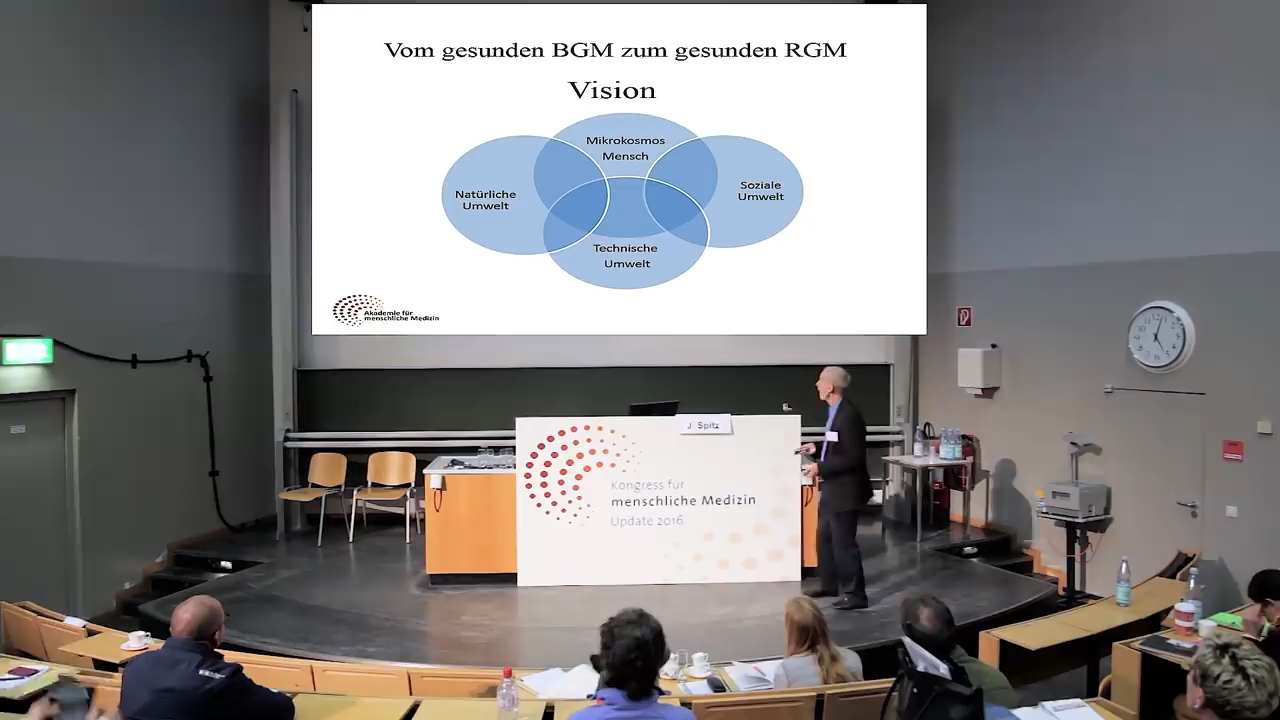 Vom gesunden BGM zum gesunden RGM
Vision
Mikrokosmos
Mensch
Natürliche
Umwelt
Soziale
Umwelt
Technische
Umwelt
Akademie für
menschliche Medizin
J. Spitz
Kongress für
menschliche Medizin
Update 2016